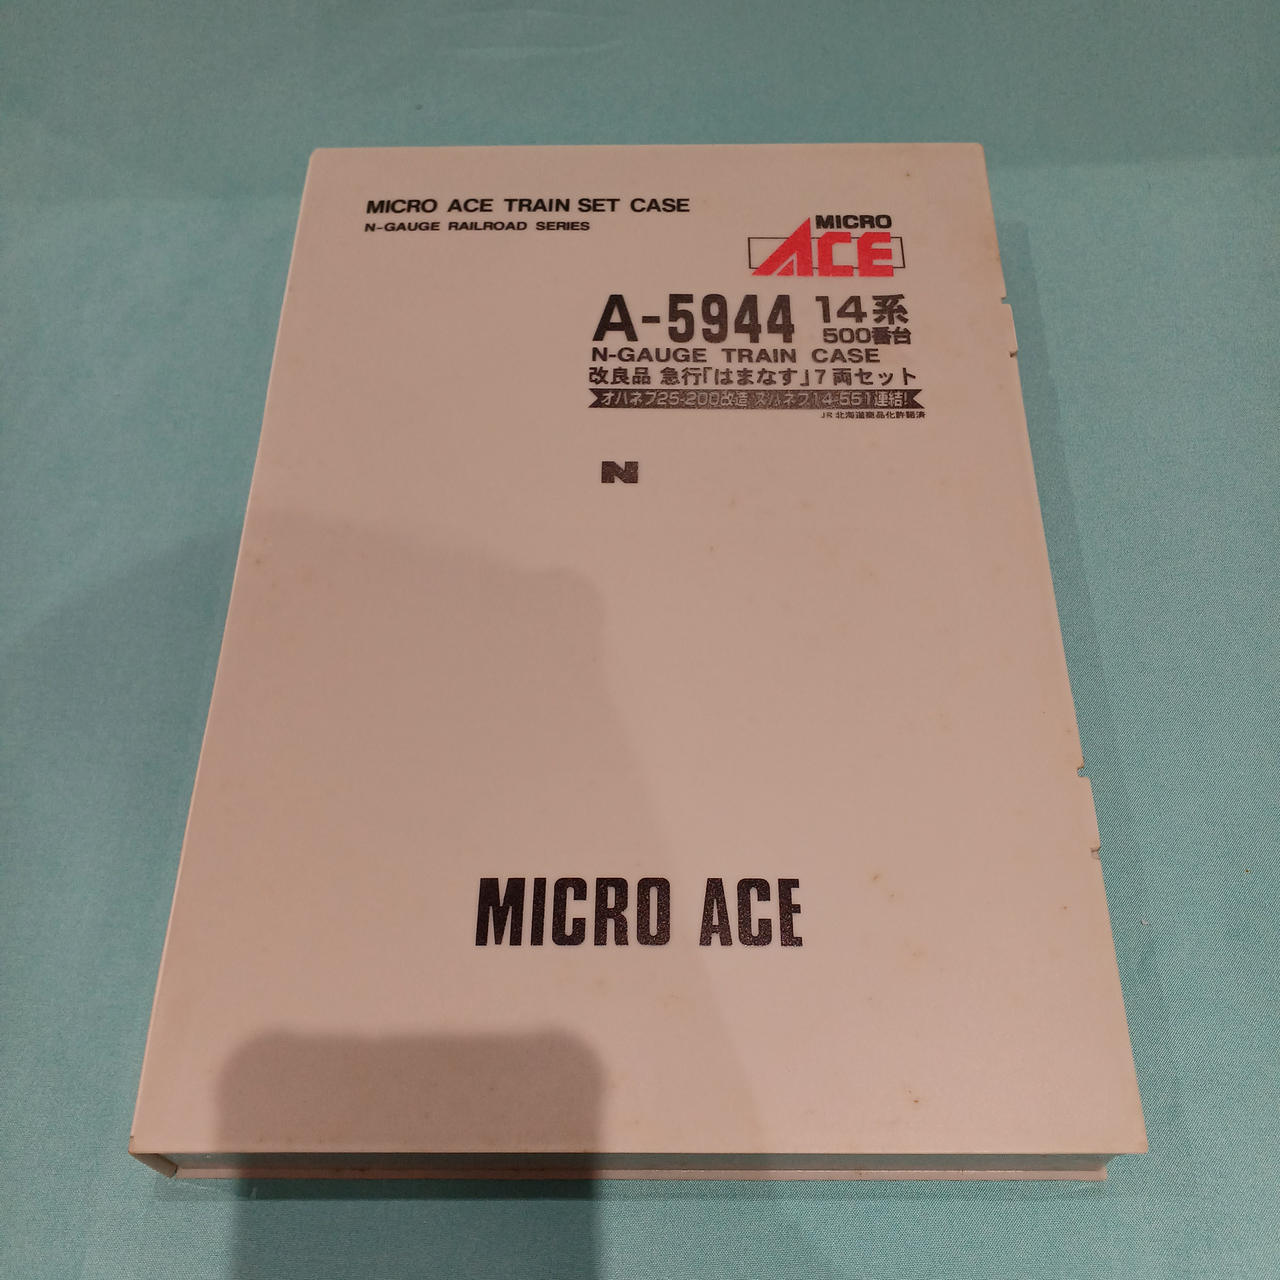 MICRO ACE TRAIN SET CASE
N-GAUGE RAILROAD SERIES
MICRO
ACE
A-5944 14系
500番台
N-GAUGE TRAIN CASE
改良品 急行「はまなす」7両セット
オハネフ25-200改造 スハネフ14-551連結!
JR北海道商品化許諾済
N
MICRO ACE